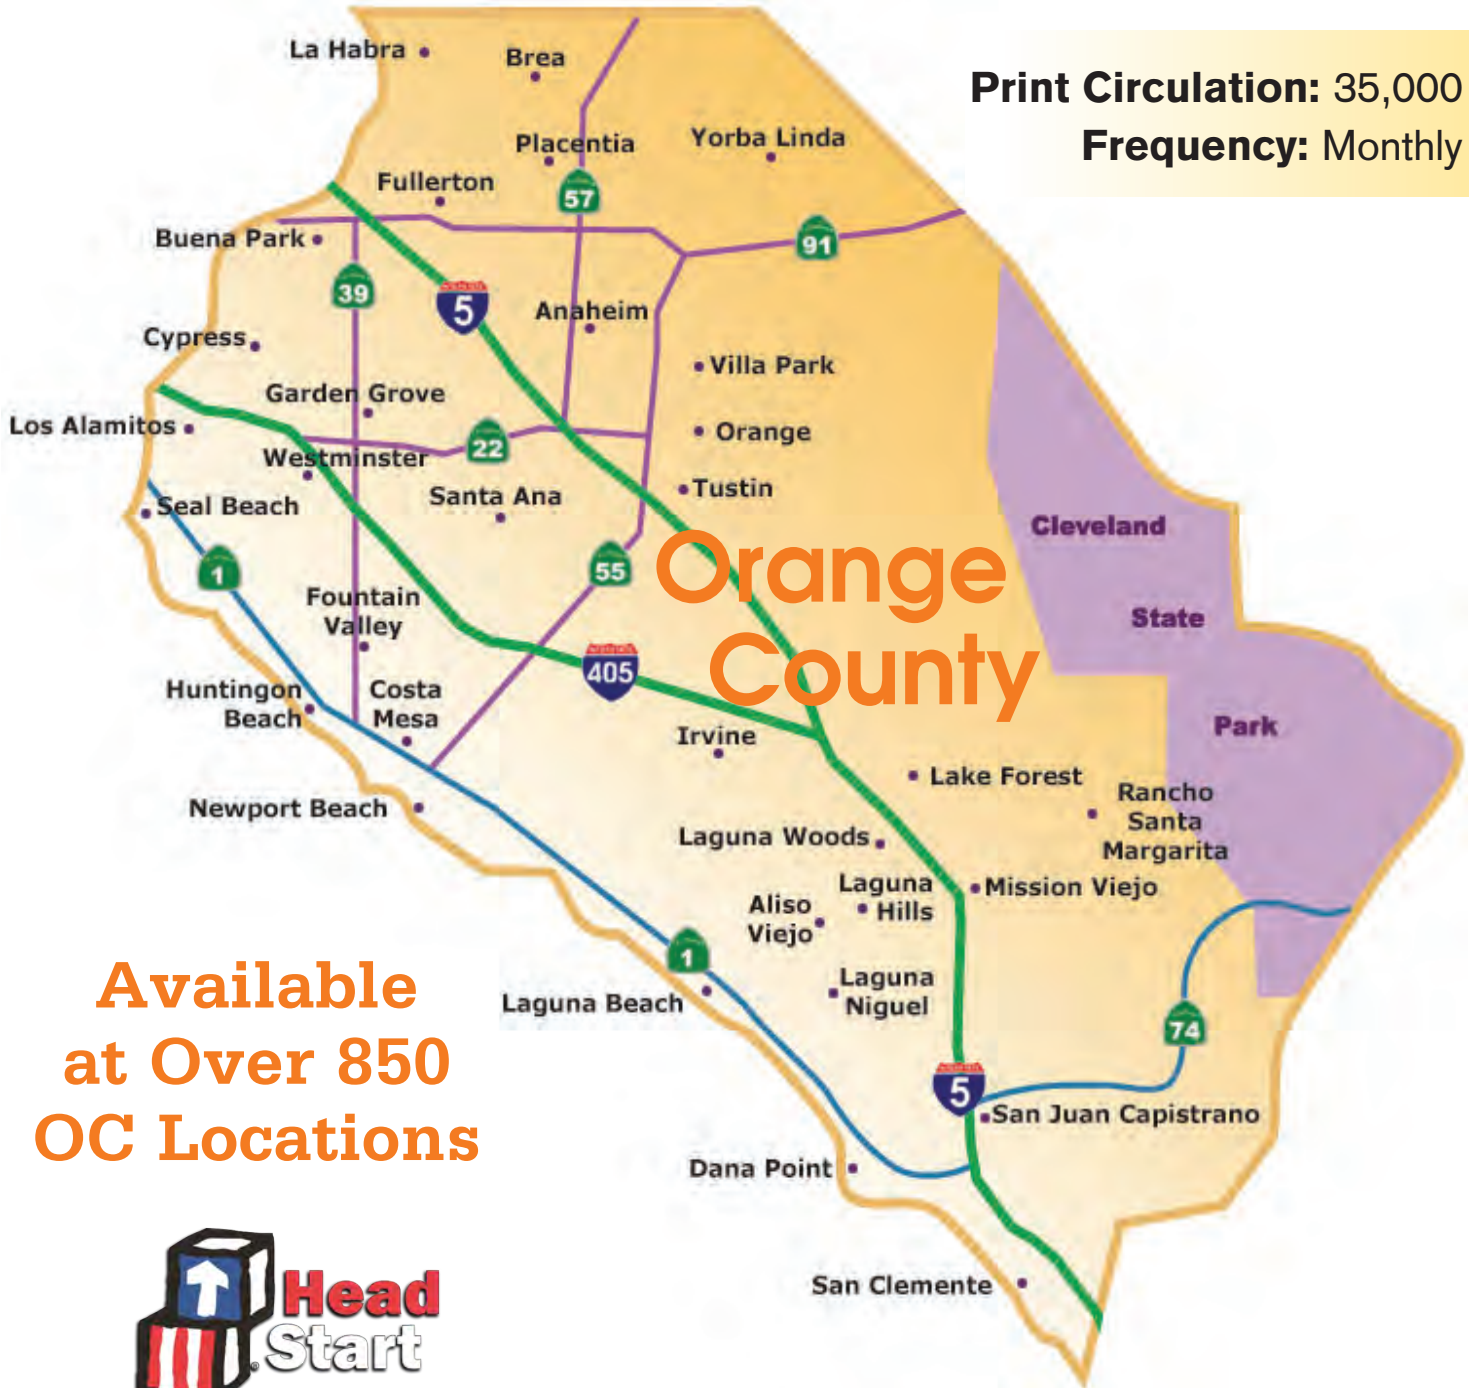 La Habra
Brea
Print Circulation: 35,000
Frequency: Monthly
Placentia
Yorba Linda
Fullerton
57
Buena Park
91
39
5
Anaheim
Cypress
Villa Park
Garden Grove
Los Alamitos
Orange
22
Westminster
Santa Ana
Tustin
Seal Beach
Cleveland
State
Park
1
55
Orange
County
Fountain
Valley
405
Huntingon
Beach
Costa
Mesa
Irvine
Lake Forest
Newport Beach
Rancho
Santa
Margarita
Laguna Woods
Laguna
Hills
Mission Viejo
Aliso
Viejo
1
Laguna Beach
Laguna
Niguel
74
5
San Juan Capistrano
Dana Point
San Clemente
Available
at Over 850
OC Locations
Head
Start
®